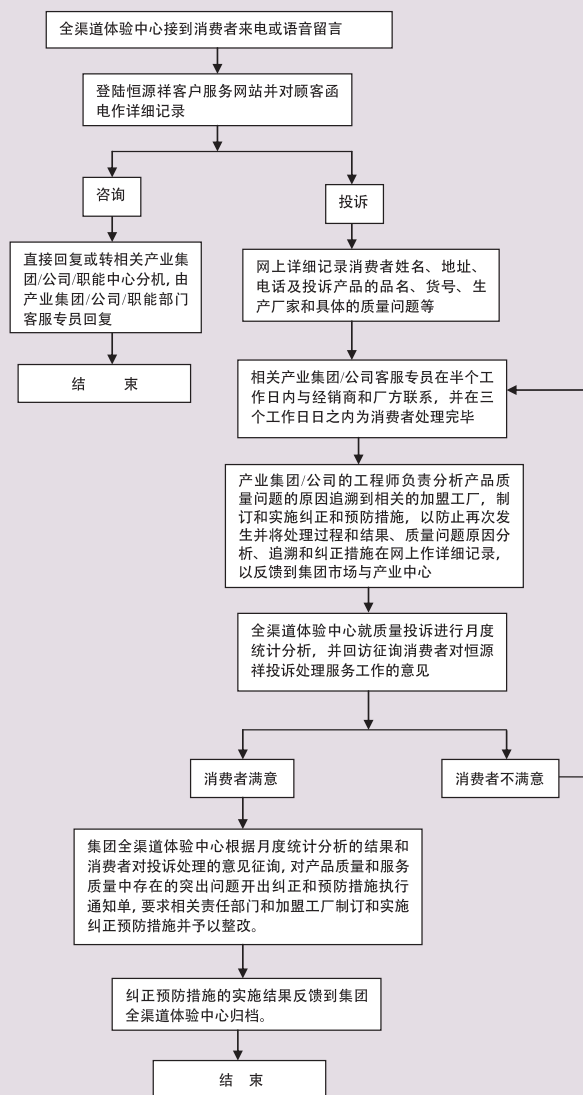 全渠道体验中心接到消费者来电或语音留言
登陆恒源祥客户服务网站并对顾客函
电作详细记录
咨询
投诉
直接回复或转相关产业集
团/公司/职能中心分机,由
产业集团/公司/职能部门
客服专员回复
结 束
网上详细记录消费者姓名、地址、
电话及投诉产品的品名、货号、生
产厂家和具体的质量问题等
相关产业集团/公司客服专员在半个工
作日内与经销商和厂方联系，并在三
个工作日日之内为消费者处理完毕
产业集团/公司的工程师负责分析产品质
量问题的原因追溯到相关的加盟工厂，制
订和实施纠正和预防措施，以防止再次发
生并将处理过程和结果、质量问题原因分
析、追溯和纠正措施在网上作详细记录，
以反馈到集团市场与产业中心
全渠道体验中心就质量投诉进行月度
统计分析，并回访征询消费者对恒源
祥投诉处理服务工作的意见
消费者满意
消费者不满意
集团全渠道体验中心根据月度统计分析的结果和
消费者对投诉处理的意见征询，对产品质量和服务
质量中存在的突出问题开出纠正和预防措施执行
通知单，要求相关责任部门和加盟工厂制订和实施
纠正预防措施并予以整改。
纠正预防措施的实施结果反馈到集团
全渠道体验中心归档。
结 束